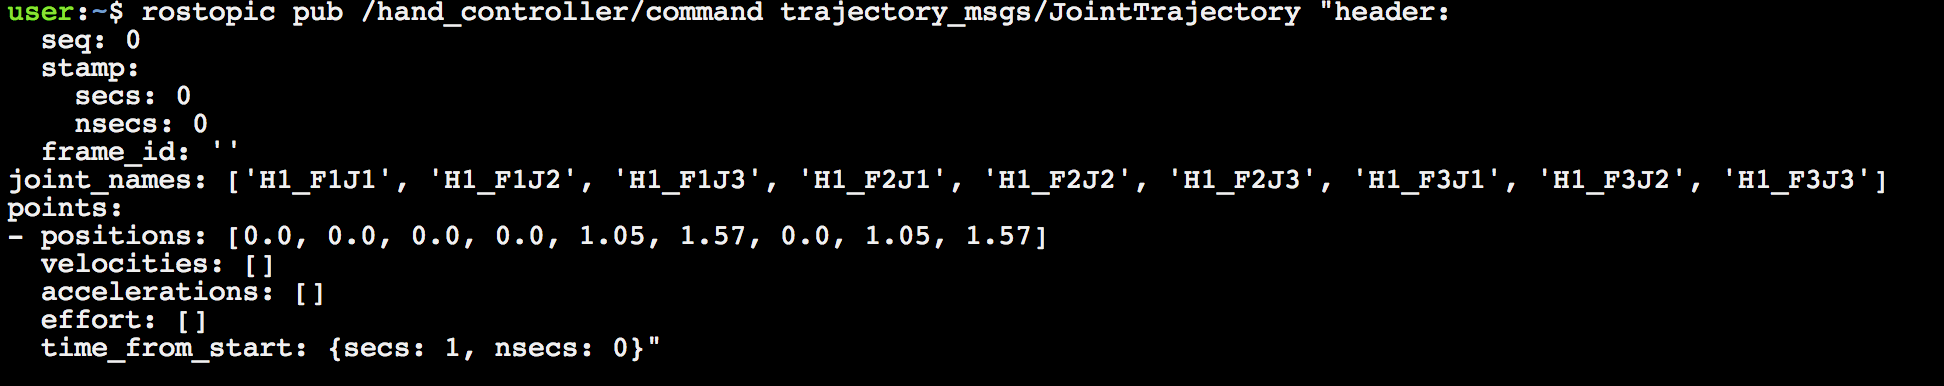 user:~$ rostopic pub /hand_controller/command trajectory_msgs/JointTrajectory "header:
  seq: 0
  stamp:
    secs: 0
    nsecs: 0
  frame_id: ''
joint_names: ['H1_F1J1', 'H1_F1J2', 'H1_F1J3', 'H1_F2J1', 'H1_F2J2', 'H1_F2J3', 'H1_F3J1', 'H1_F3J2', 'H1_F3J3']
points:
- positions: [0.0, 0.0, 0.0, 0.0, 1.05, 1.57, 0.0, 1.05, 1.57]
  velocities: []
  accelerations: []
  effort: []
  time_from_start: {secs: 1, nsecs: 0}"